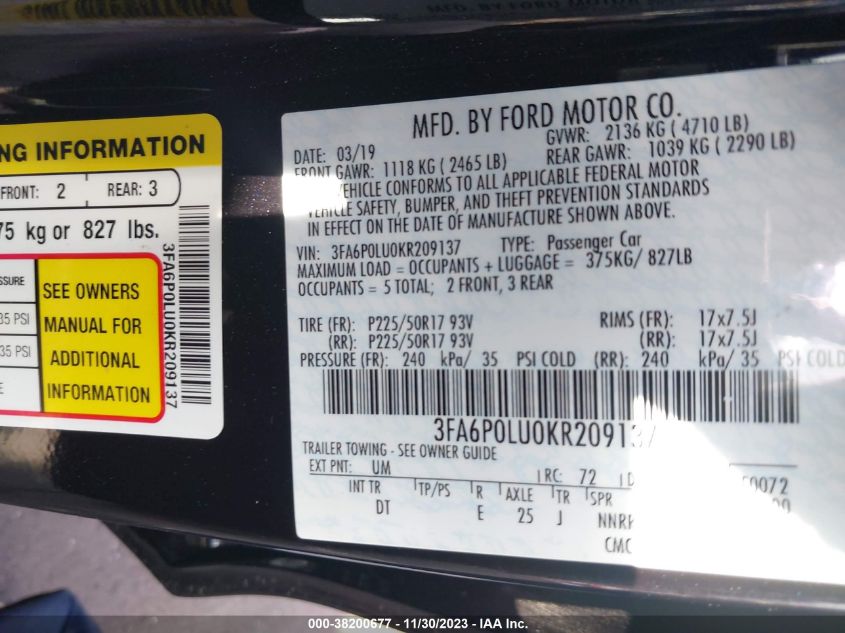 NG INFORMATION
FRONT: 2
REAR: 3
75 kg or 827 lbs.
SSURE
35 PSI
35 PSI
SEE OWNERS
MANUAL FOR
ADDITIONAL
INFORMATION
3FA6P0LU0KR209137
MFD. BY FORD MOTOR CO.
DATE: 03/19 GVWR: 2136 KG ( 4710 LB)
FRONT GAWR: 1118 KG ( 2465 LB) REAR GAWR: 1039 KG ( 2290 LB)
VEHICLE CONFORMS TO ALL APPLICABLE FEDERAL MOTOR
VEHICLE SAFETY, BUMPER, AND THEFT PREVENTION STANDARDS
IN EFFECT ON THE DATE OF MANUFACTURE SHOWN ABOVE.
VIN: 3FA6P0LU0KR209137 TYPE: Passenger Car
MAXIMUM LOAD = OCCUPANTS + LUGGAGE = 375KG/ 827LB
OCCUPANTS = 5 TOTAL; 2 FRONT, 3 REAR
TIRE (FR): P225/50R17 93V RIMS (FR): 17x7.5J
(RR): P225/50R17 93V (RR): 17x7.5J
PRESSURE (FR): 240 kPa/ 35 PSI COLD (RR): 240 kPa/ 35 PSI COLD
3FA6P0LU0KR209137
TRAILER TOWING - SEE OWNER GUIDE
EXT PNT: UM RC: 72 50072
INT TR TP/PS R AXLE TR SPR
DT E 25 J NNR
CMC
000-38200677 - 11/30/2023 - IAA Inc.